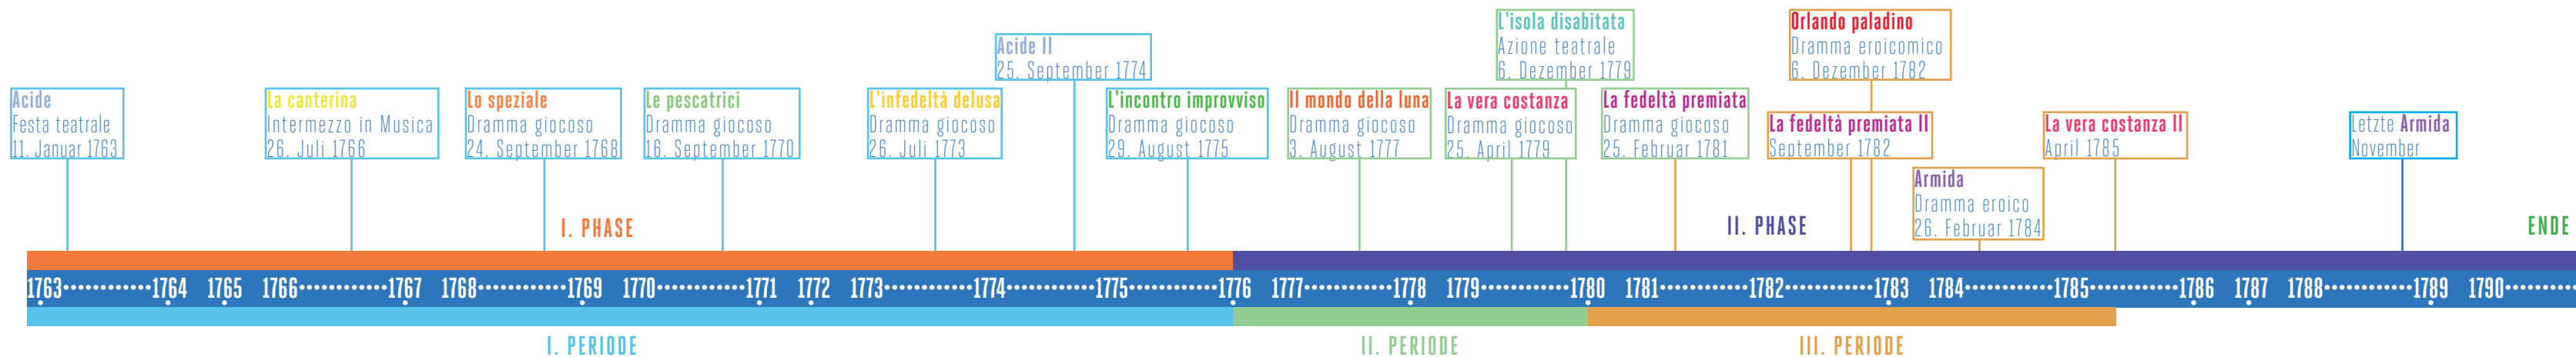 Acide
Festa teatrale
11. Januar 1763
La canterina
Intermezzo in Musica
26. Juli 1766
Lo speziale
Dramma giocoso
24. September 1768
Le pescatrici
Dramma giocoso
16. September 1770
L'infedeltà delusa
Dramma giocoso
26. Juli 1773
Acide II
25. September 1774
L'incontro improvviso
Dramma giocoso
29. August 1775
Il mondo della luna
Dramma giocoso
3. August 1777
La vera costanza
Dramma giocoso
25. April 1779
L'isola disabitata
Azione teatrale
6. Dezember 1779
La fedeltà premiata
Dramma giocoso
25. Februar 1781
La fedeltà premiata II
September 1782
Orlando paladino
Dramma eroicomico
6. Dezember 1782
Armida
Dramma eroico
26. Februar 1784
La vera costanza II
April 1785
Letzte Armida
November
I. PHASE
II. PHASE
ENDE
1763 1764 1765 1766 1767 1768 1769 1770 1771 1772 1773 1774 1775 1776 1777 1778 1779 1780 1781 1782 1783 1784 1785 1786 1787 1788 1789 1790
I. PERIODE
II. PERIODE
III. PERIODE